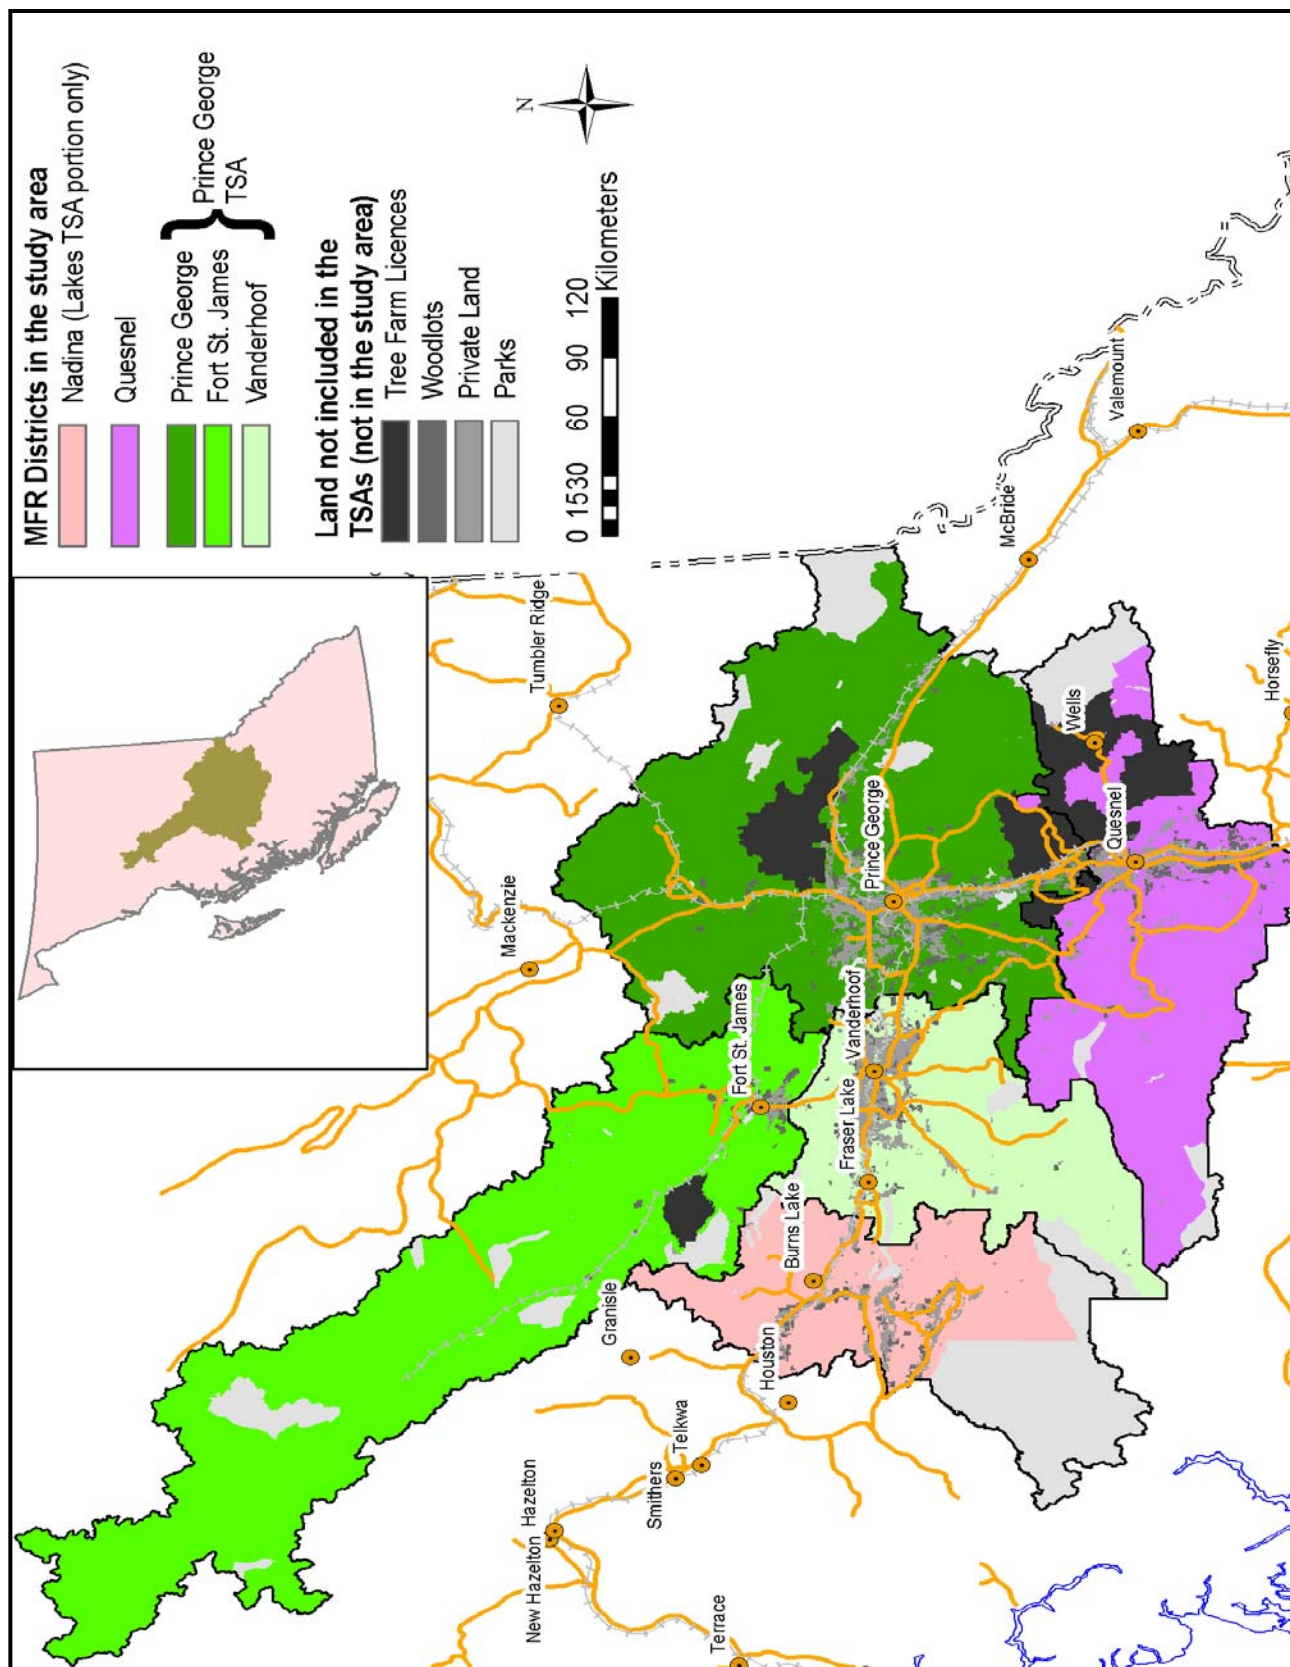 MFR Districts in the study area
Nadina (Lakes TSA portion only)
Quesnel
Prince George
Fort St. James
Vanderhoof
Prince George
TSA
Land not included in the
TSAs (not in the study area)
Tree Farm Licences
Woodlots
Private Land
Parks
0 15 30 60 90 120
Kilometers
N
Tumbler Ridge
Mackenzie
McBride
Valemount
Wells
Horsefly
Quesnel
Prince George
Vanderhoof
Fort St. James
Fraser Lake
Burns Lake
Granisle
Houston
Telkwa
Smithers
Hazelton
New Hazelton
Terrace